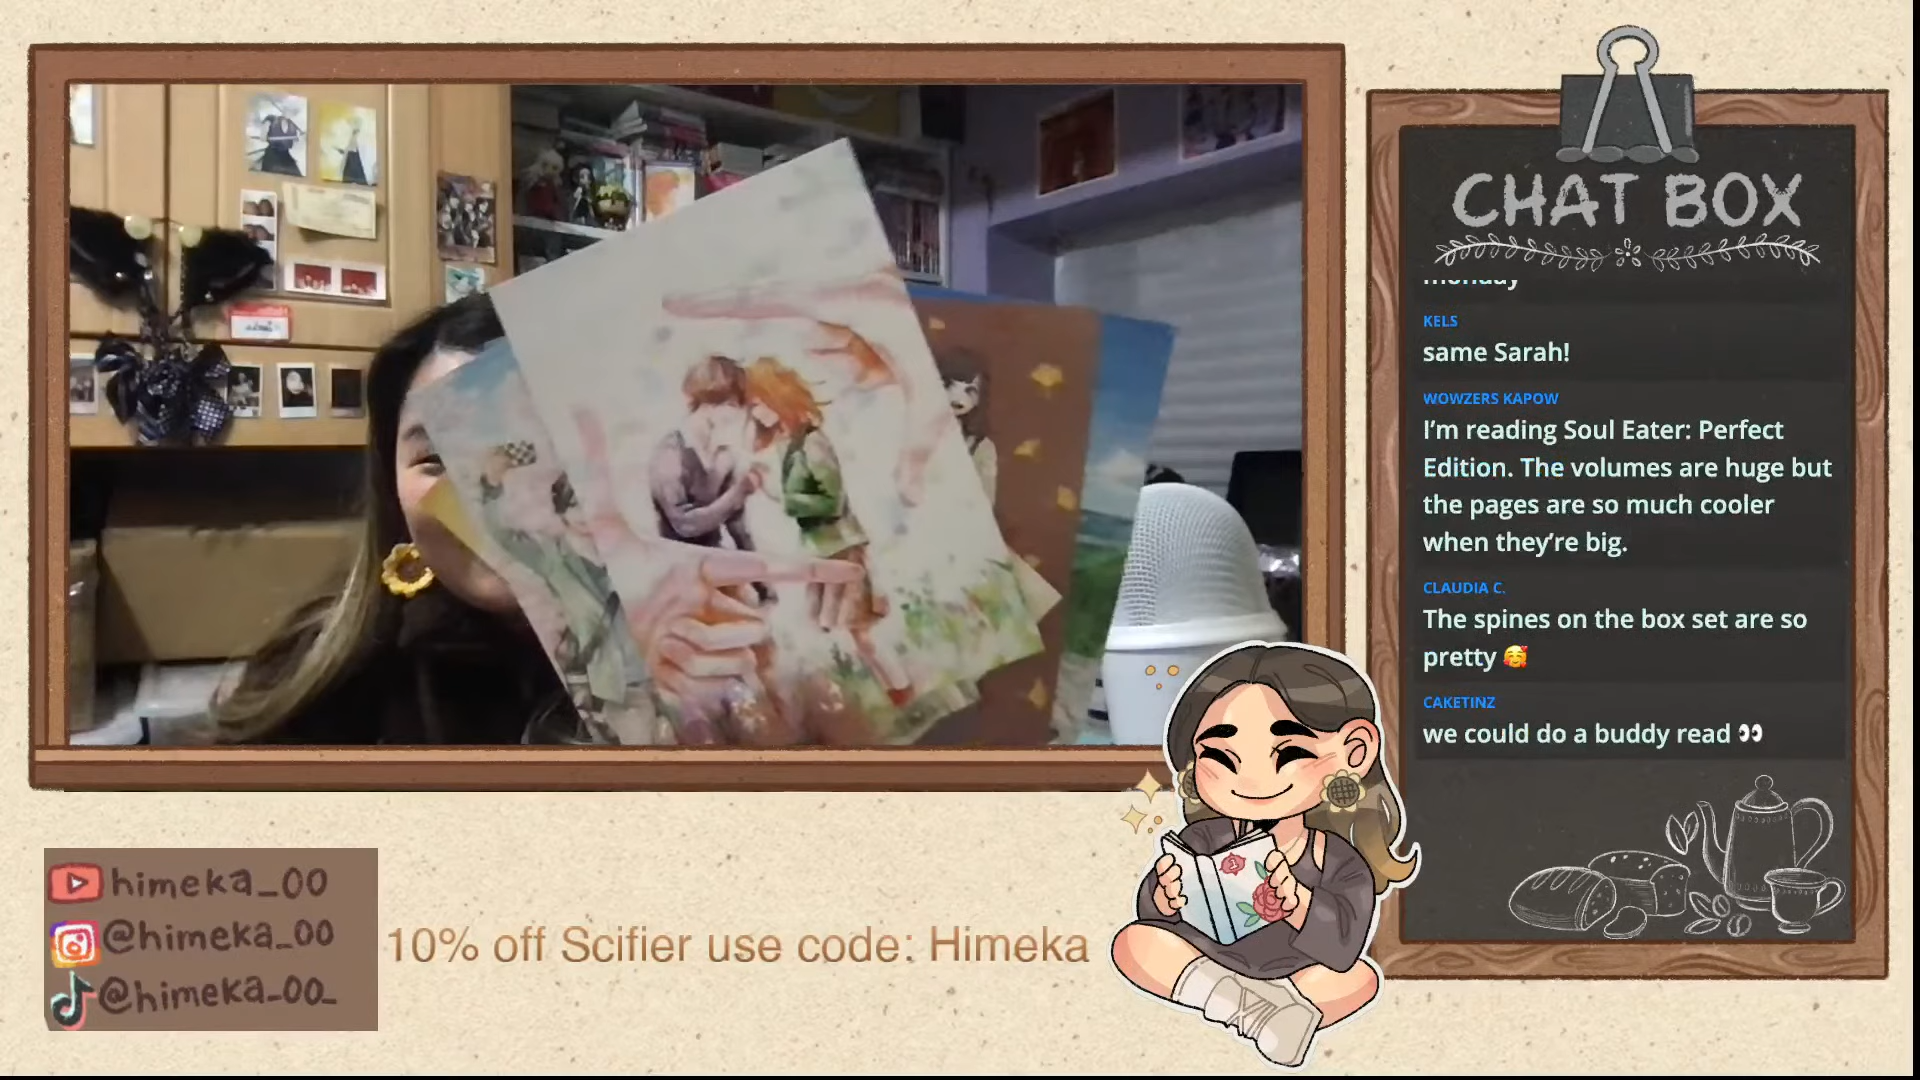 CHAT BOX
monday
KELS
same Sarah!
WOWZERS KAPOW
I'm reading Soul Eater: Perfect
Edition. The volumes are huge but
the pages are so much cooler
when they're big.
CLAUDIA C.
The spines on the box set are so
pretty 🥰
CAKETINZ
we could do a buddy read 👀
himeka_00
@himeka_00
@himeka_00_
10% off Scifier use code: Himeka